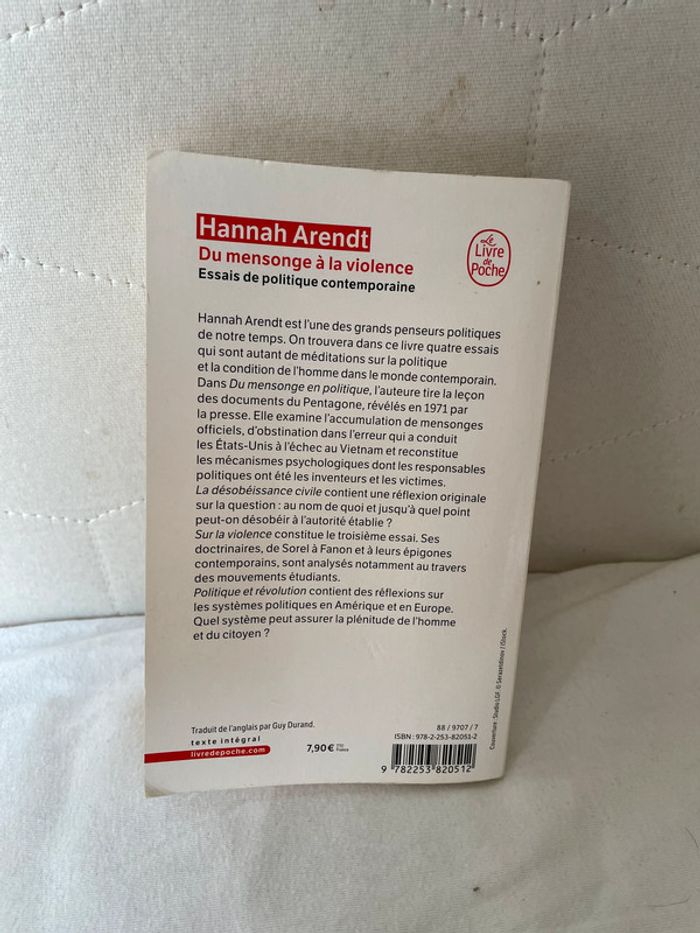 Hannah Arendt
Du mensonge à la violence
Essais de politique contemporaine
Le
Livre
de
Poche
Hannah Arendt est l'une des grands penseurs politiques
de notre temps. On trouvera dans ce livre quatre essais
qui sont autant de méditations sur la politique
et la condition de l'homme dans le monde contemporain.
Dans Du mensonge en politique, l'auteure tire la leçon
des documents du Pentagone, révélés en 1971 par
la presse. Elle examine l'accumulation de mensonges
officiels, d'obstination dans l'erreur qui a conduit
les États-Unis à l'échec au Vietnam et reconstitue
les mécanismes psychologiques dont les responsables
politiques ont été les inventeurs et les victimes.
La désobéissance civile contient une réflexion originale
sur la question : au nom de quoi et jusqu'à quel point
peut-on désobéir à l'autorité établie ?
Sur la violence constitue le troisième essai. Ses
doctrinaires, de Sorel à Fanon et à leurs épigones
contemporains, sont analysés notamment au travers
des mouvements étudiants.
Politique et révolution contient des réflexions sur
les systèmes politiques en Amérique et en Europe.
Quel système peut assurer la plénitude de l'homme
et du citoyen ?
Traduit de l'anglais par Guy Durand.
texte intégral
livredepoche.com
7,90 € TTC
France
88 / 9707 / 7
ISBN : 978-2-253-82051-2
9 782253 820512
Couverture : Studio LGF. © Serazetdinov / iStock.